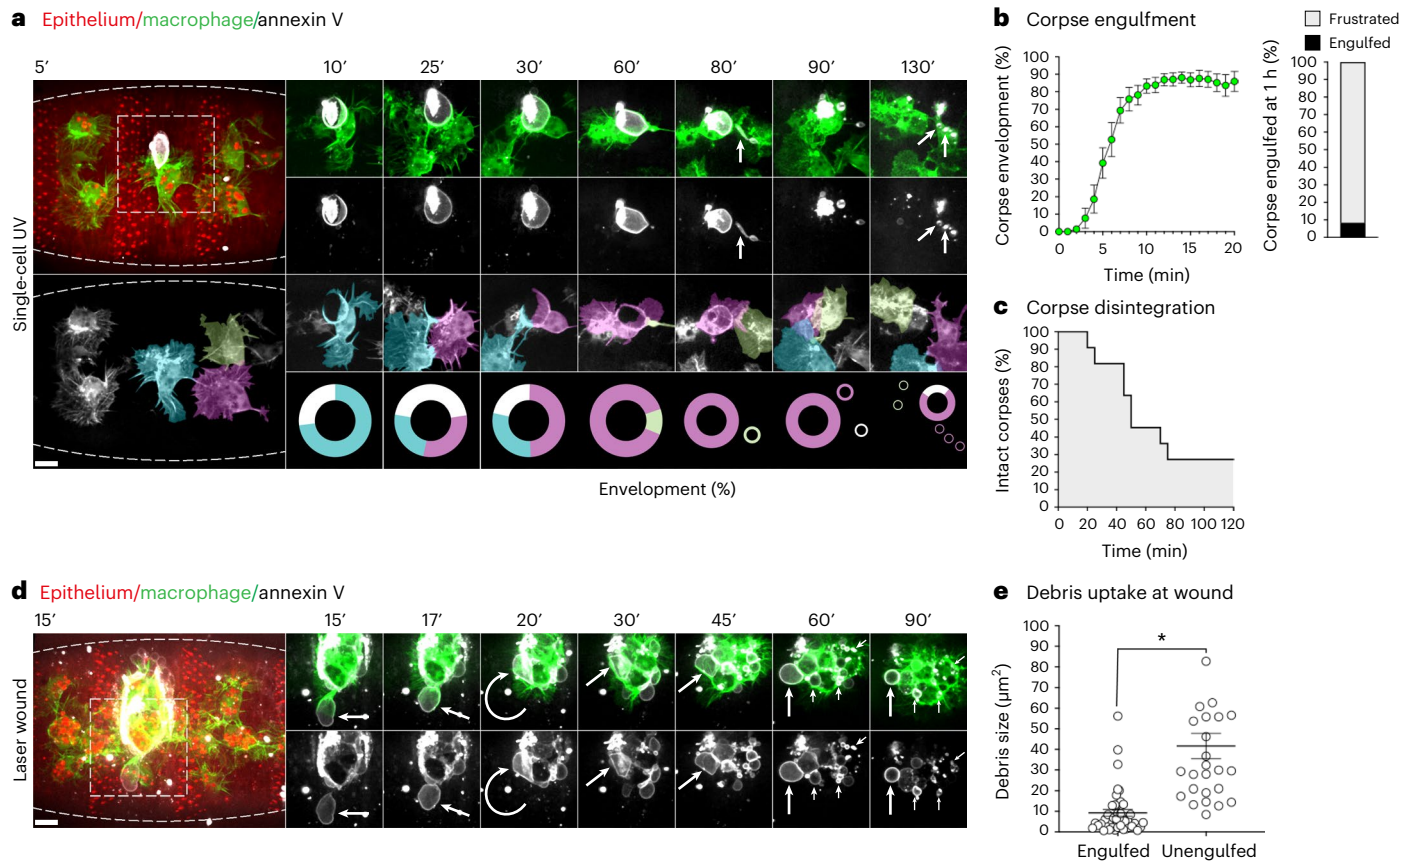 a Epithelium/macrophage/annexin V
5′ 10′ 25′ 30′ 60′ 80′ 90′ 130′
Single-cell UV
Envelopment (%)
b Corpse engulfment
Corpse envelopment (%)
100
90
80
70
60
50
40
30
20
10
0
0 5 10 15 20
Time (min)
Frustrated
Engulfed
Corpse engulfed at 1 h (%)
100
90
80
70
60
50
40
30
20
10
0
c Corpse disintegration
Intact corpses (%)
100
90
80
70
60
50
40
30
20
10
0
0 20 40 60 80 100 120
Time (min)
d Epithelium/macrophage/annexin V
15′ 15′ 17′ 20′ 30′ 45′ 60′ 90′
Laser wound
e Debris uptake at wound
Debris size (µm²)
100
90
80
70
60
50
40
30
20
10
0
*
Engulfed Unengulfed